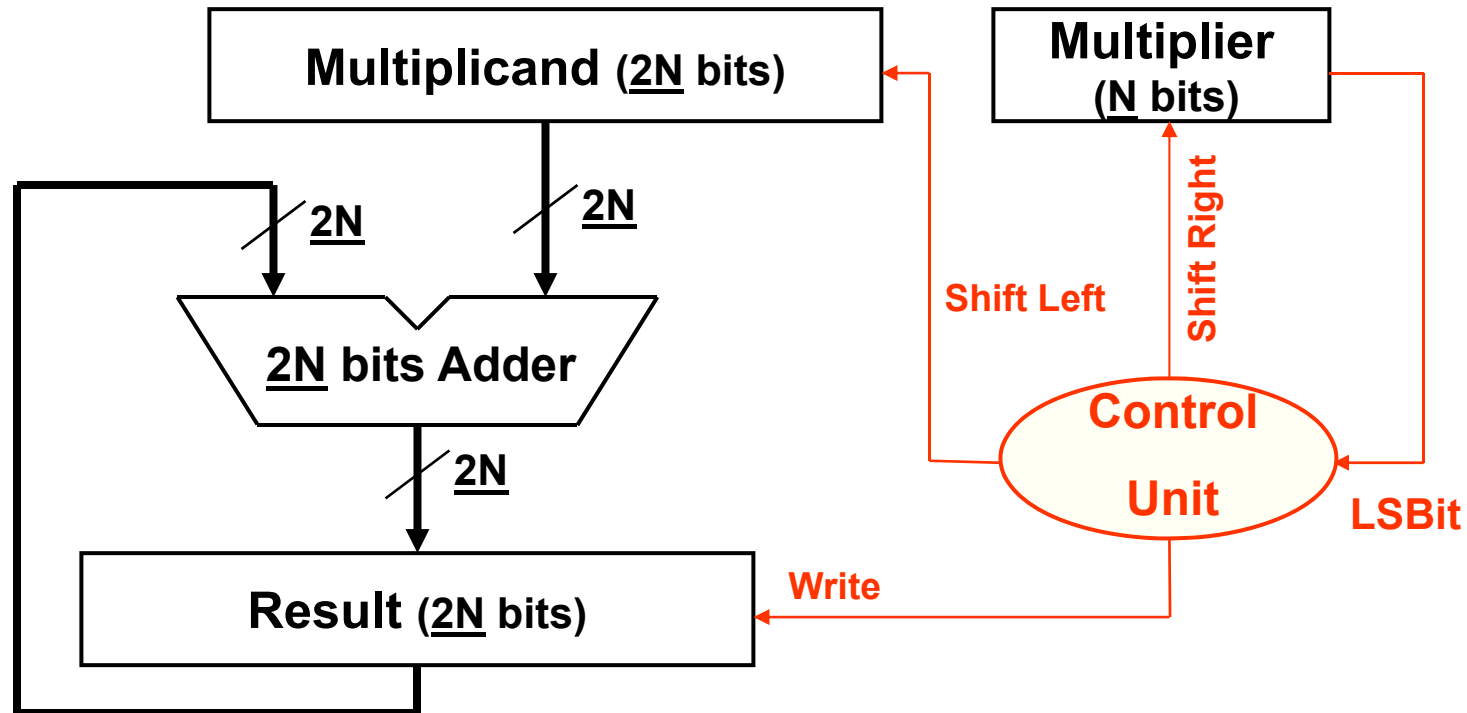 Multiplicand (2N bits)
Multiplier
(N bits)
2N
2N
Shift Left
Shift Right
2N bits Adder
Control
Unit
2N
LSBit
Write
Result (2N bits)